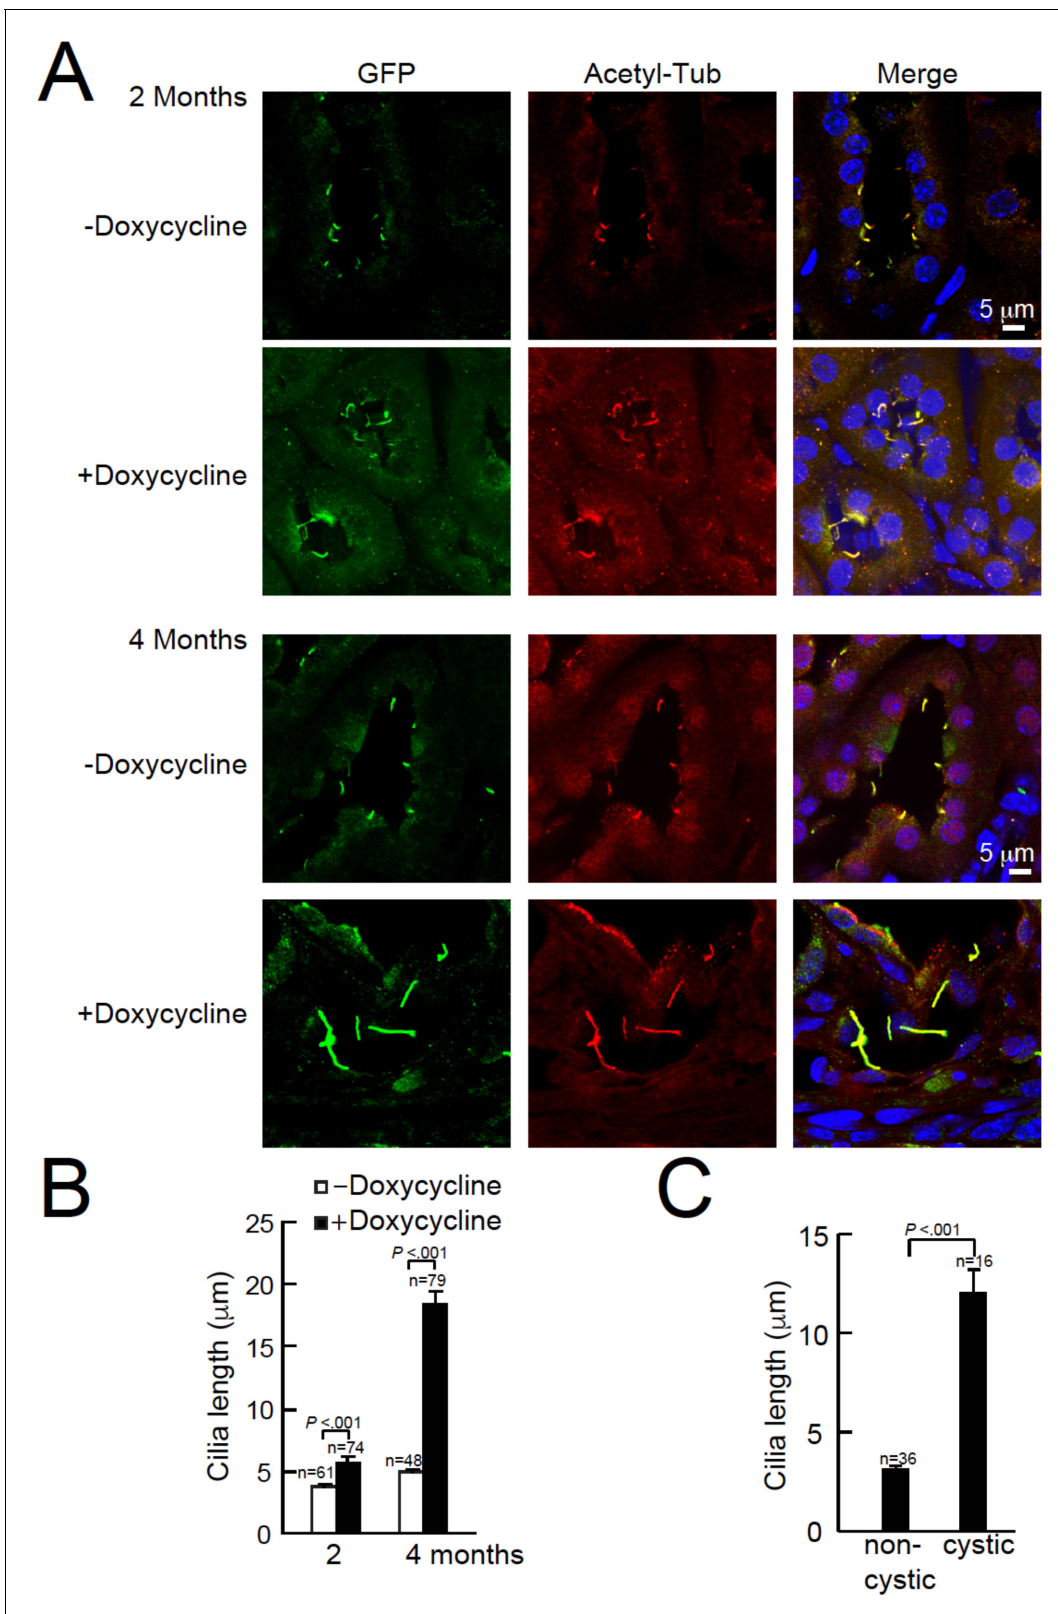 A
GFP
Acetyl-Tub
Merge
2 Months
-Doxycycline
5 μm
+Doxycycline
4 Months
-Doxycycline
5 μm
+Doxycycline
B
−Doxycycline
+Doxycycline
Cilia length (μm)
25
20
15
10
5
0
P <.001
n=61
n=74
P <.001
n=48
n=79
2
4 months
C
Cilia length (μm)
15
10
5
0
P <.001
n=16
n=36
non-
cystic
cystic